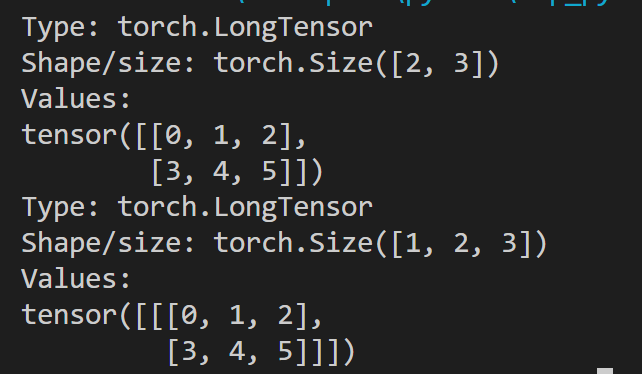 Type: torch.LongTensor
Shape/size: torch.Size([2, 3])
Values:
tensor([[0, 1, 2],
        [3, 4, 5]])
Type: torch.LongTensor
Shape/size: torch.Size([1, 2, 3])
Values:
tensor([[[0, 1, 2],
         [3, 4, 5]]])